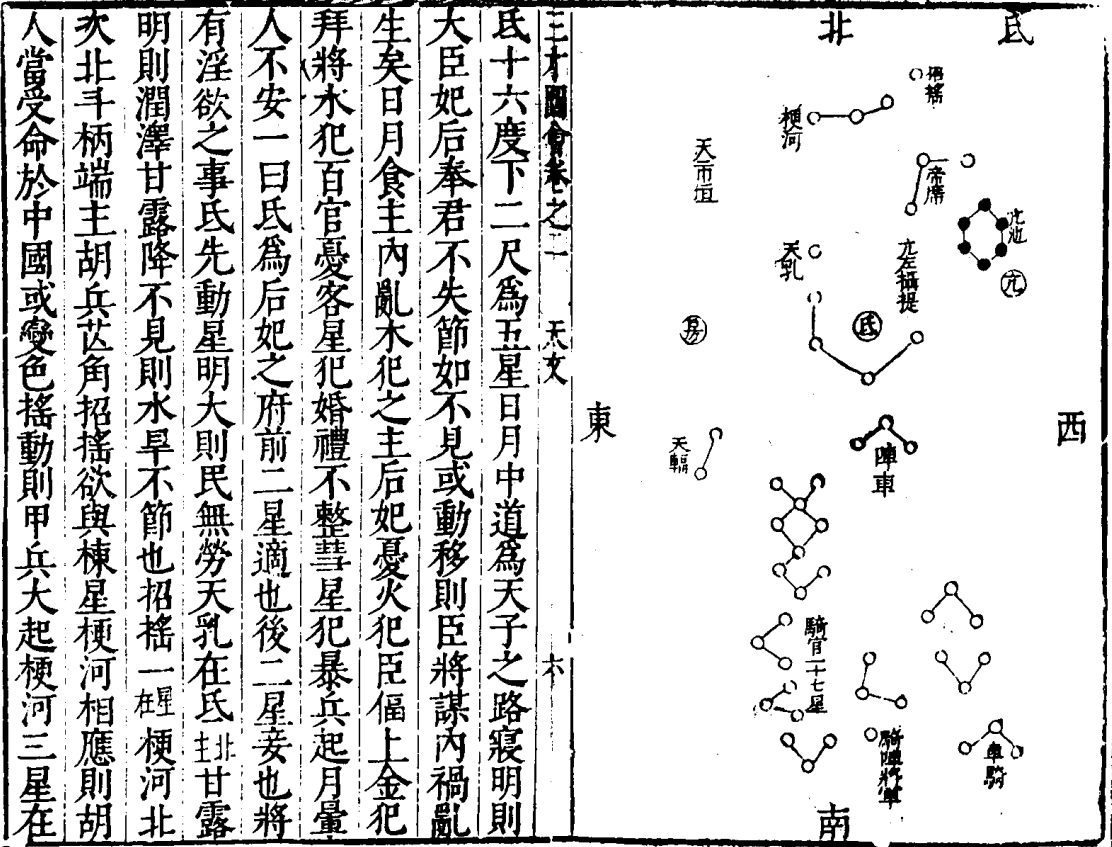 氐
北
招搖
梗河
天市垣
帝席
亢池
亢
亢左攝提
天乳
氐
房
西
東
陣車
天輻
騎官二十七星
騎陣將軍
車騎
南
三才圖會卷之二 天文 六
氐十六度下二尺爲五星日月中道爲天子之路寢明則
大臣妃后奉君不失節如不見或動移則臣將謀內禍亂
生矣日月食主內亂木犯之主后妃憂火犯臣偪上金犯
拜將水犯百官憂客星犯婚禮不整彗星犯暴兵起月暈
人不安一曰氐爲后妃之府前二星適也後二星妾也將
有淫欲之事氐先動星明大則民無勞天乳在氐北主甘露
明則潤澤甘露降不見則水旱不節也招搖一星在梗河北
次北斗柄端主胡兵芒角招搖欲與棟星梗河相應則胡
人當受命於中國或變色搖動則甲兵大起梗河三星在